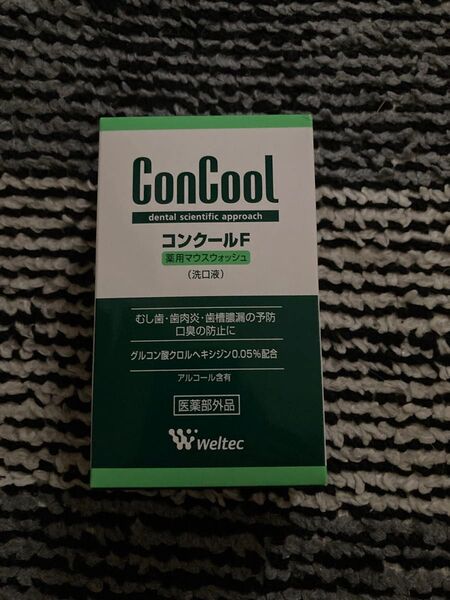 ConCool
dental scientific approach
コンクールF
薬用マウスウォッシュ
(洗口液)
むし歯・歯肉炎・歯槽膿漏の予防
口臭の防止に
グルコン酸クロルヘキシジン0.05%配合
アルコール含有
医薬部外品
Weltec